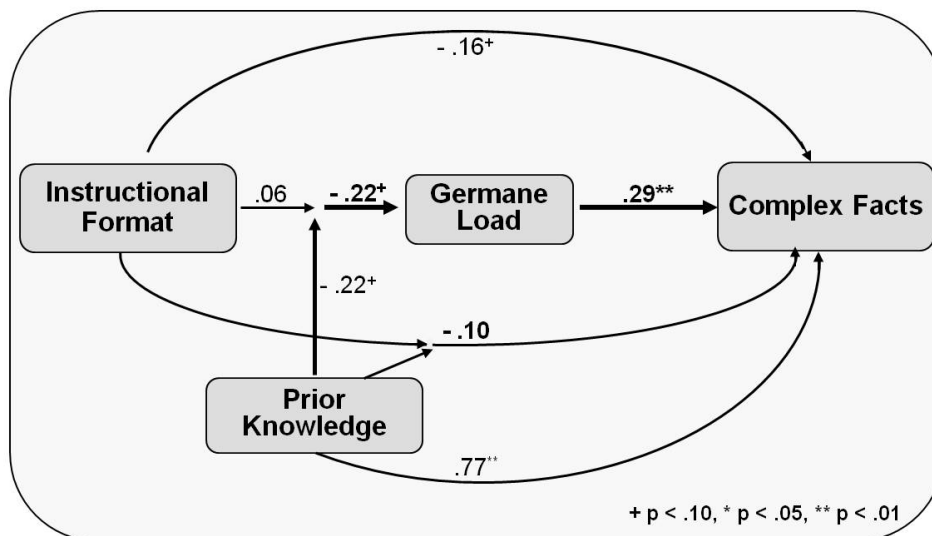 - .16+
Instructional
Format
.06
- .22+
Germane
Load
.29**
Complex Facts
- .22+
- .10
Prior
Knowledge
.77**
+ p < .10, * p < .05, ** p < .01